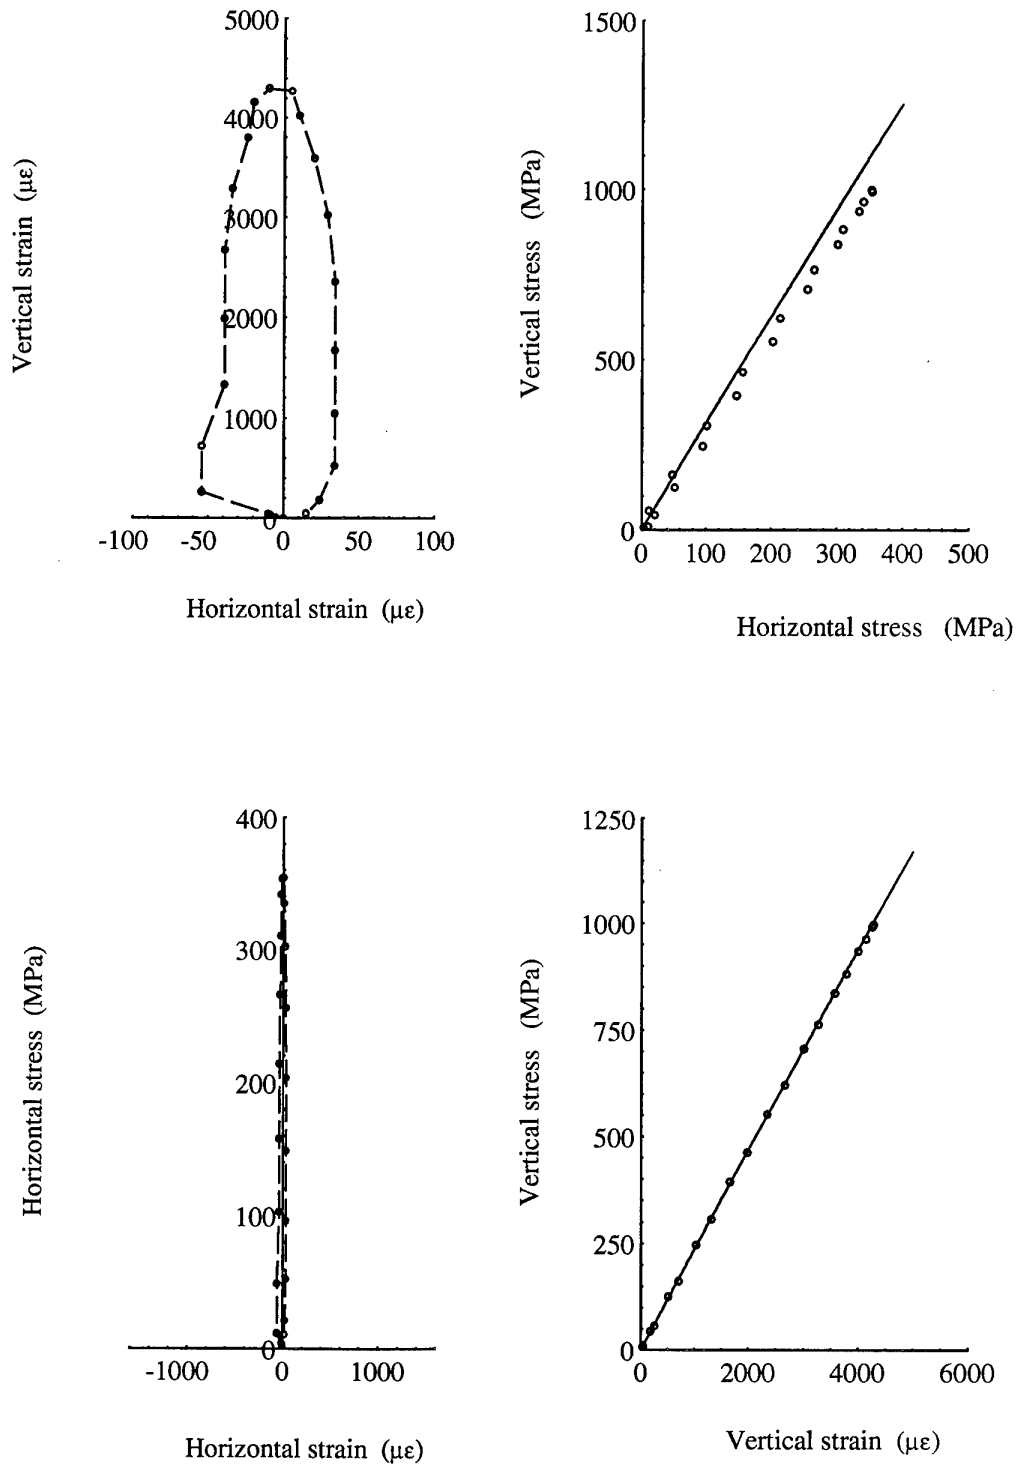 5000
4000
3000
2000
1000
0
-100 -50 0 50 100
Vertical strain (µε)
Horizontal strain (µε)
1500
1000
500
0
0 100 200 300 400 500
Vertical stress (MPa)
Horizontal stress (MPa)
400
300
200
100
0
-1000 0 1000
Horizontal stress (MPa)
Horizontal strain (µε)
1250
1000
750
500
250
0
0 2000 4000 6000
Vertical stress (MPa)
Vertical strain (µε)